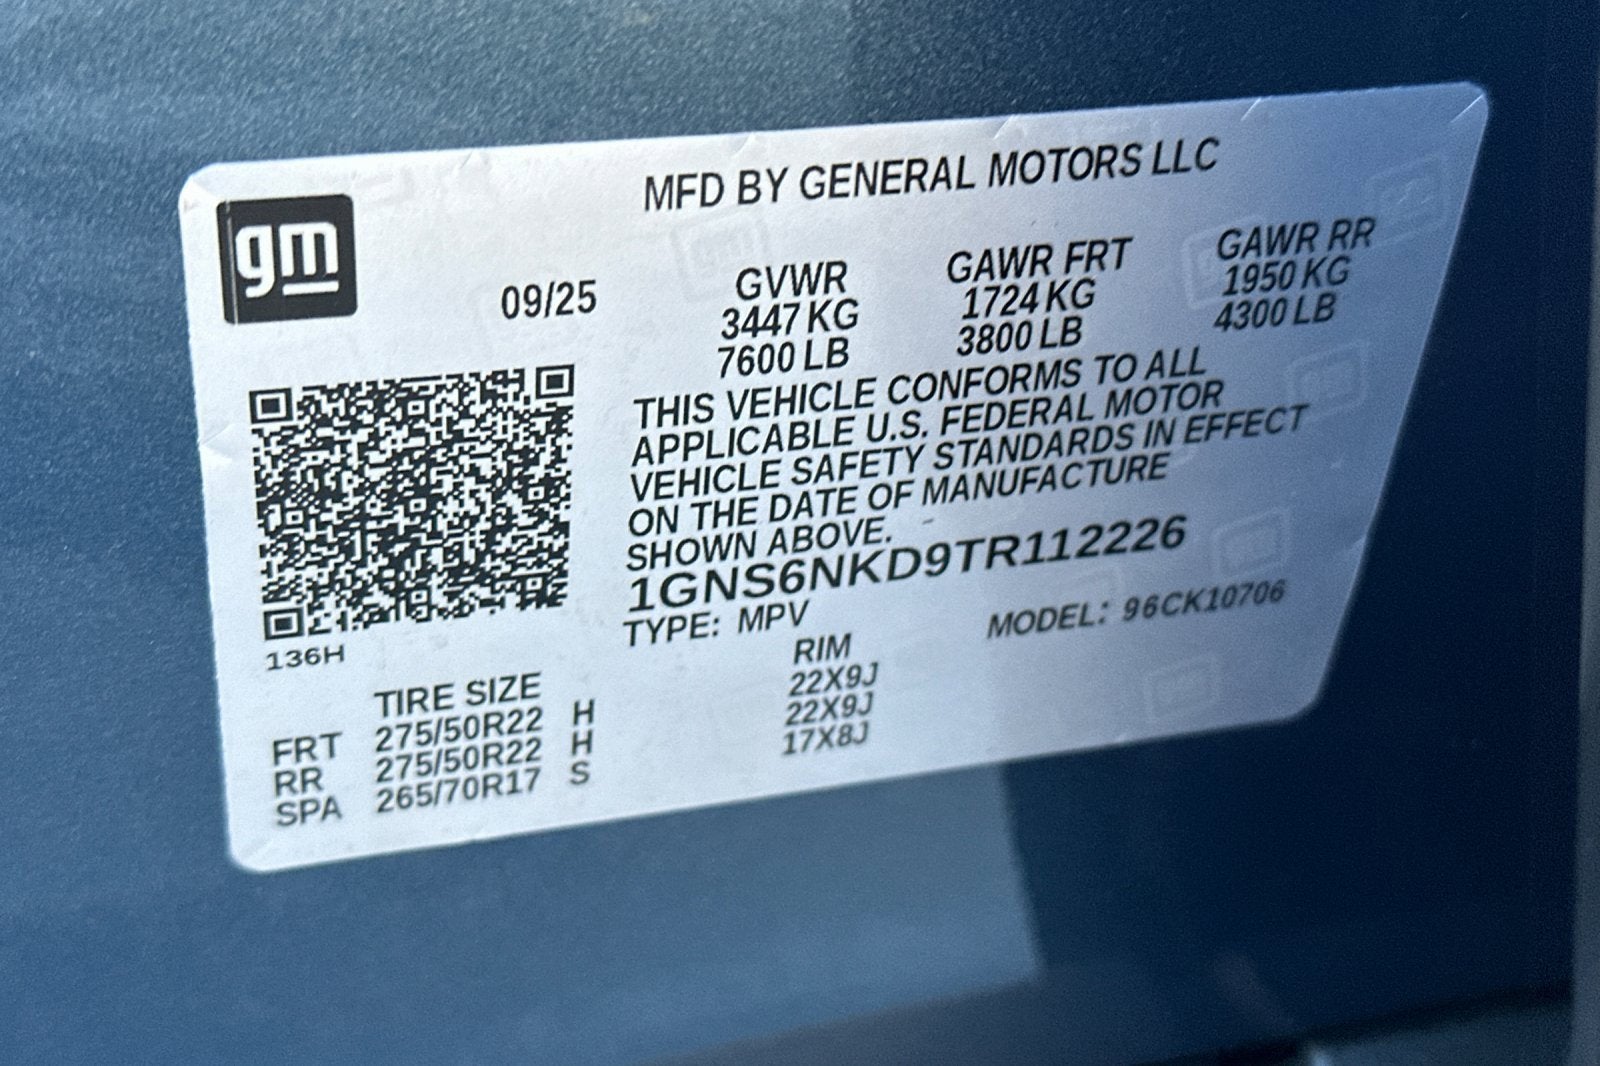 gm
MFD BY GENERAL MOTORS LLC
09/25
GVWR GAWR FRT GAWR RR
3447 KG 1724 KG 1950 KG
7600 LB 3800 LB 4300 LB
THIS VEHICLE CONFORMS TO ALL
APPLICABLE U.S. FEDERAL MOTOR
VEHICLE SAFETY STANDARDS IN EFFECT
ON THE DATE OF MANUFACTURE
SHOWN ABOVE.
1GNS6NKD9TR112226
TYPE: MPV MODEL: 96CK10706
136H
TIRE SIZE RIM
FRT 275/50R22 H 22X9J
RR 275/50R22 H 22X9J
SPA 265/70R17 S 17X8J